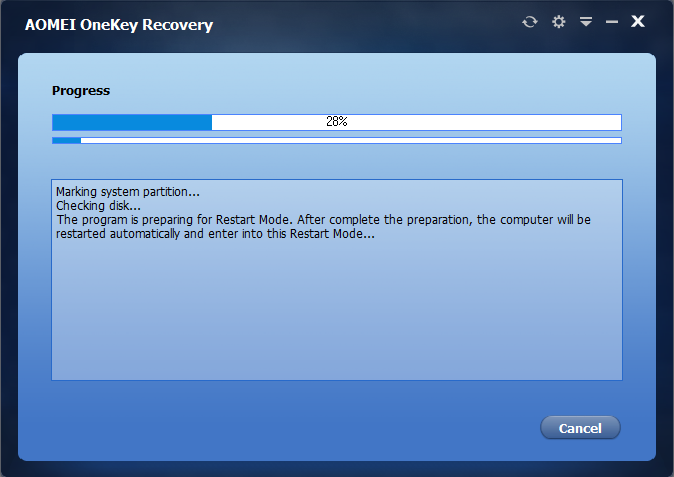 AOMEI OneKey Recovery
Progress
28%
Marking system partition...
Checking disk...
The program is preparing for Restart Mode. After complete the preparation, the computer will be
restarted automatically and enter into this Restart Mode...
Cancel